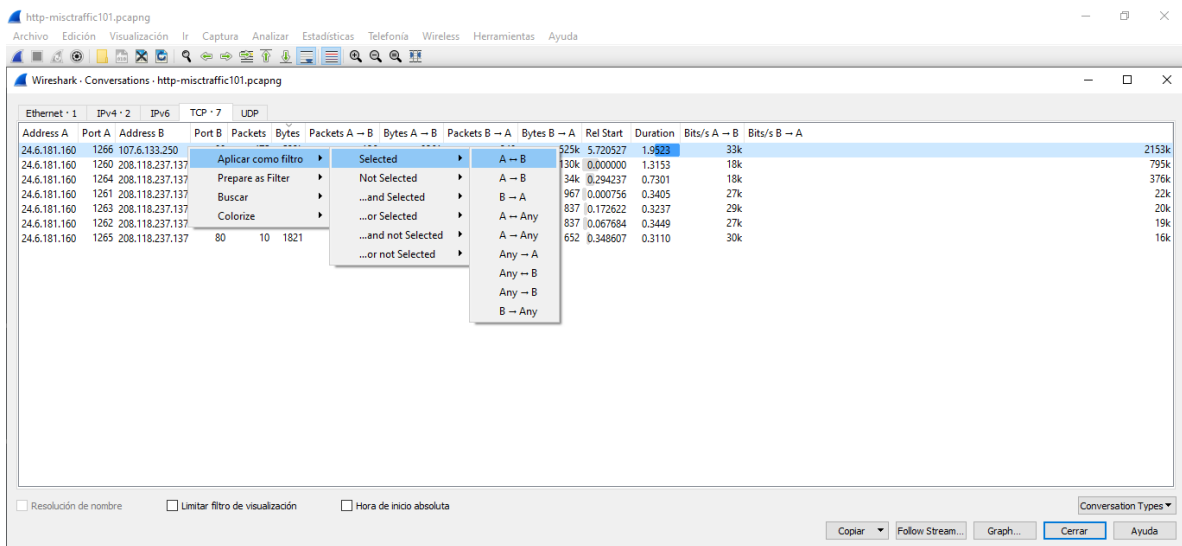 http-misctraffic101.pcapng
Archivo Edición Visualización Ir Captura Analizar Estadísticas Telefonía Wireless Herramientas Ayuda
Wireshark · Conversations · http-misctraffic101.pcapng
Ethernet · 1 IPv4 · 2 IPv6 TCP · 7 UDP
Address A Port A Address B Port B Packets Bytes Packets A → B Bytes A → B Packets B → A Bytes B → A Rel Start Duration Bits/s A → B Bits/s B → A
24.6.181.160 1266 107.6.133.250 525k 5.720527 1.9523 33k 2153k
24.6.181.160 1260 208.118.237.137 130k 0.000000 1.3153 18k 795k
24.6.181.160 1264 208.118.237.137 34k 0.294237 0.7301 18k 376k
24.6.181.160 1261 208.118.237.137 967 0.000756 0.3405 27k 22k
24.6.181.160 1263 208.118.237.137 837 0.172622 0.3237 29k 20k
24.6.181.160 1262 208.118.237.137 837 0.067684 0.3449 27k 19k
24.6.181.160 1265 208.118.237.137 80 10 1821 652 0.348607 0.3110 30k 16k
Aplicar como filtro
Prepare as Filter
Buscar
Colorize
Selected
Not Selected
...and Selected
...or Selected
...and not Selected
...or not Selected
A ↔ B
A → B
B → A
A ↔ Any
A → Any
Any → A
Any ↔ B
Any → B
B → Any
Resolución de nombre Limitar filtro de visualización Hora de inicio absoluta Conversation Types
Copiar Follow Stream... Graph... Cerrar Ayuda